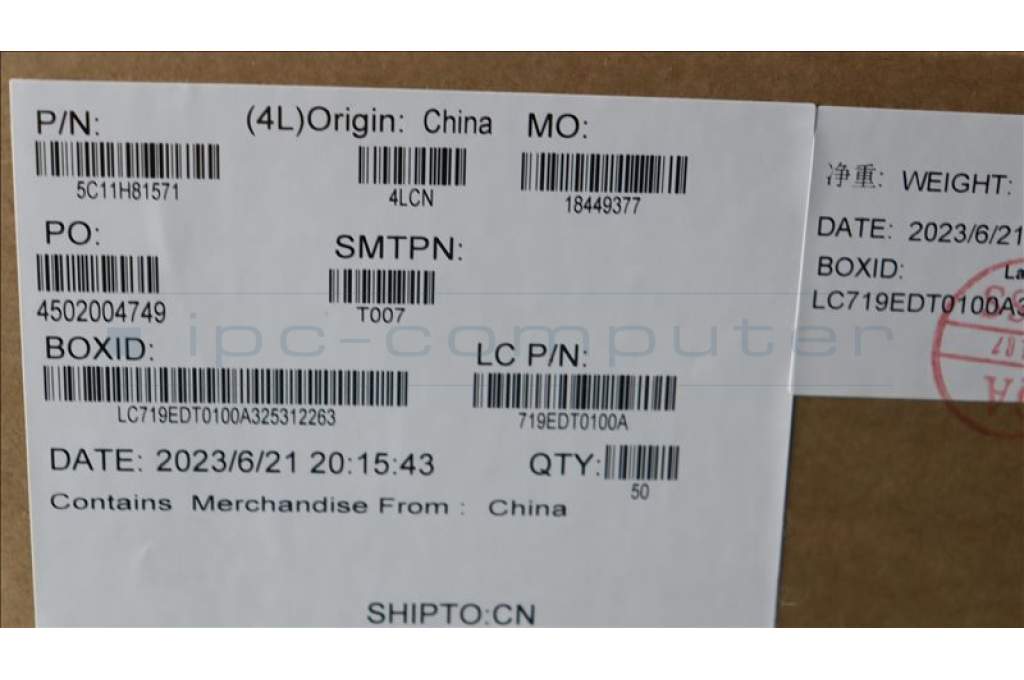 P/N:
(4L)Origin: China
MO:
5C11H81571
4LCN
18449377
PO:
SMTPN:
4502004749
T007
BOXID:
LC P/N:
LC719EDT0100A325312263
719EDT0100A
DATE: 2023/6/21 20:15:43
QTY:
50
Contains Merchandise From : China
SHIPTO:CN
净重: WEIGHT:
DATE: 2023/6/21
BOXID:
LC719EDT0100A3
ipc-computer